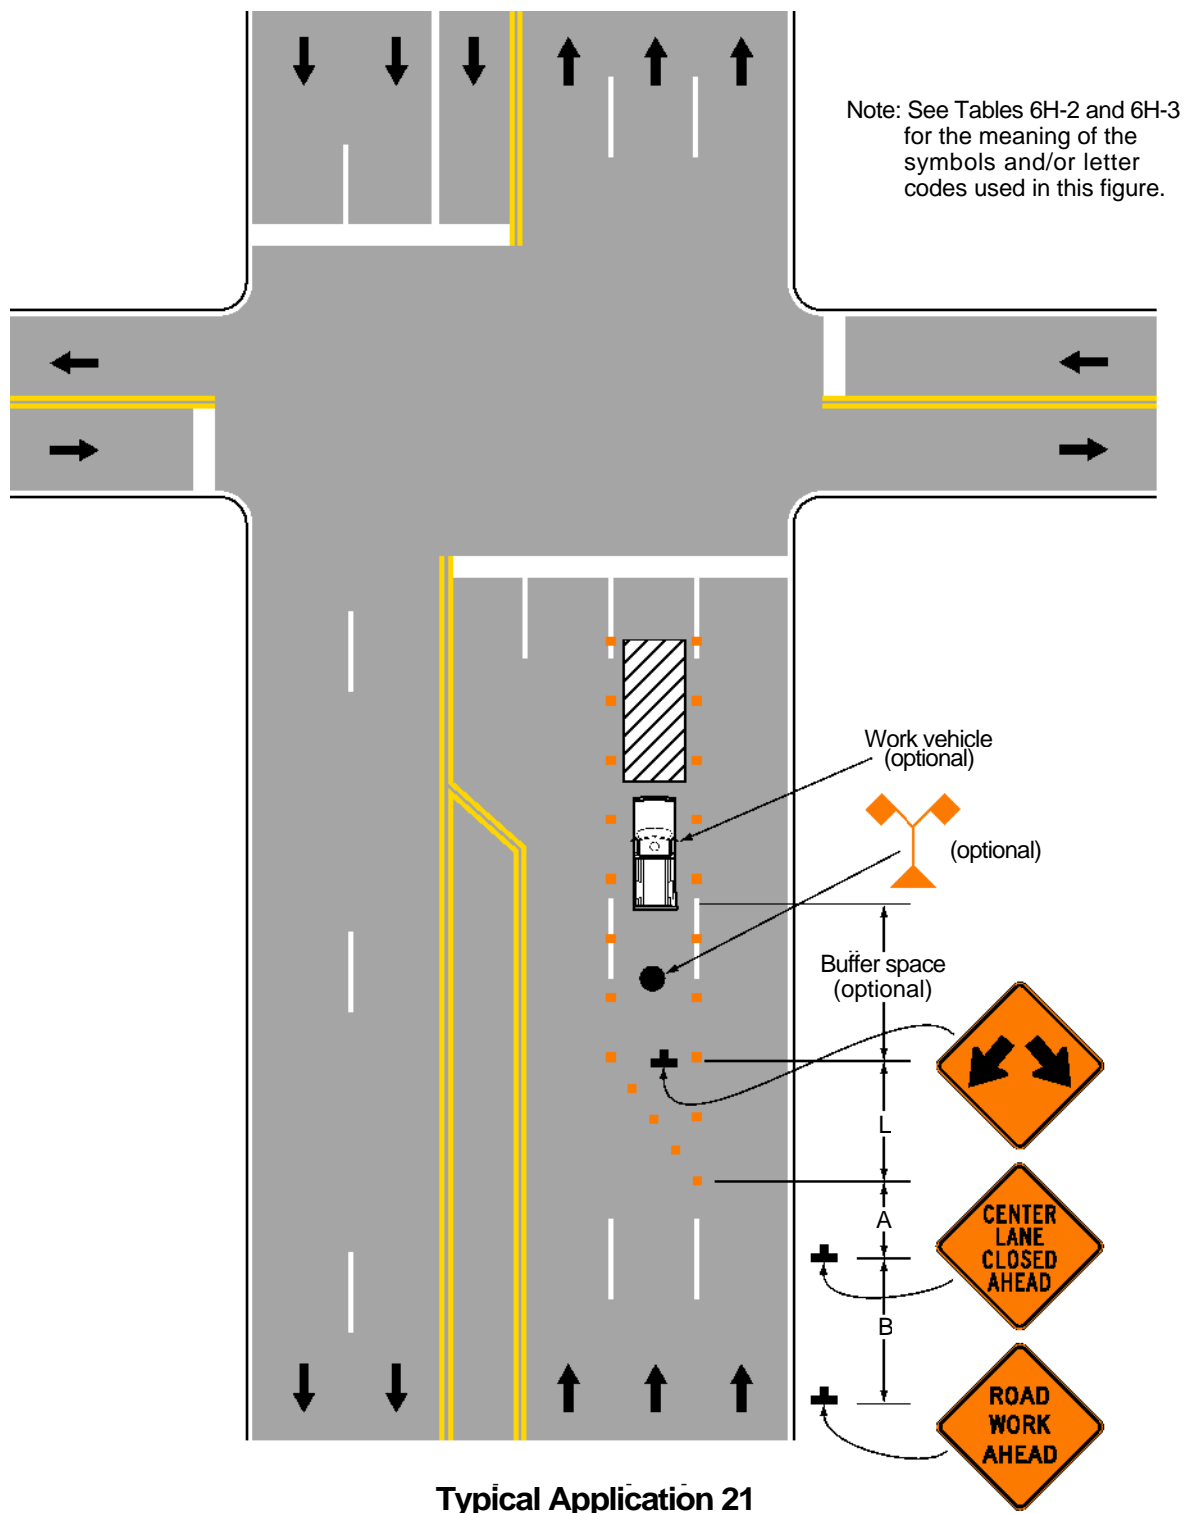 Note: See Tables 6H-2 and 6H-3
for the meaning of the
symbols and/or letter
codes used in this figure.
Work vehicle
(optional)
(optional)
Buffer space
(optional)
L
A
CENTER
LANE
CLOSED
AHEAD
B
ROAD
WORK
AHEAD
Typical Application 21